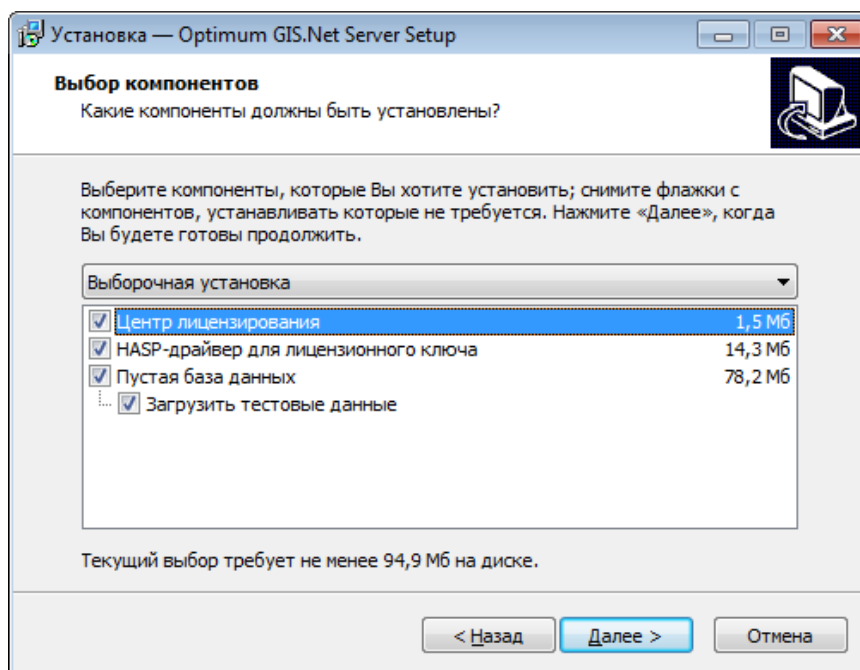 Установка — Optimum GIS.Net Server Setup
Выбор компонентов
Какие компоненты должны быть установлены?
Выберите компоненты, которые Вы хотите установить; снимите флажки с
компонентов, устанавливать которые не требуется. Нажмите «Далее», когда
Вы будете готовы продолжить.
Выборочная установка
Центр лицензирования 1,5 Мб
HASP-драйвер для лицензионного ключа 14,3 Мб
Пустая база данных 78,2 Мб
Загрузить тестовые данные
Текущий выбор требует не менее 94,9 Мб на диске.
< Назад Далее > Отмена